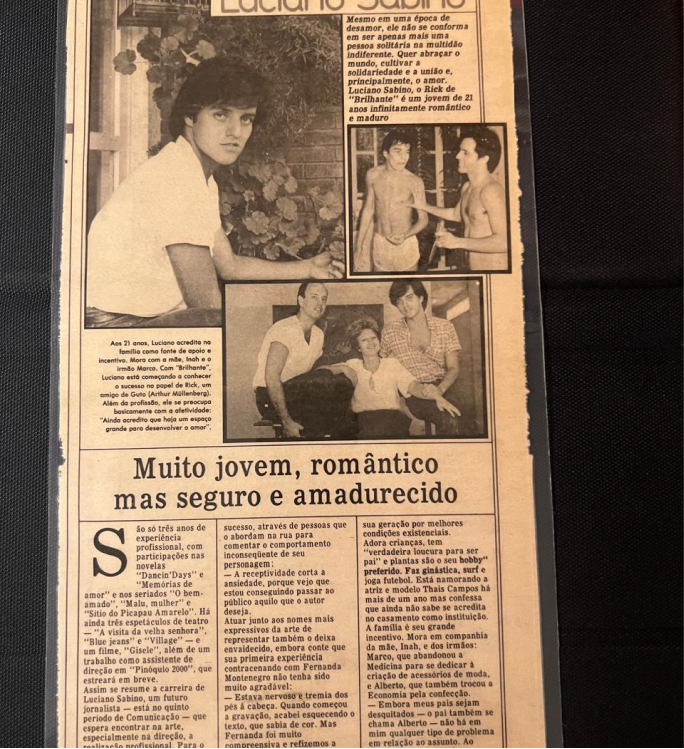 Luciano Sabino
Mesmo em uma época de
desamor, ele não se conforma
em ser apenas mais uma
pessoa solitária na multidão
indiferente. Quer abraçar o
mundo, cultivar a
solidariedade e a união e,
principalmente, o amor.
Luciano Sabino, o Rick de
"Brilhante" é um jovem de 21
anos infinitamente romântico
e maduro
Aos 21 anos, Luciano acredita na
família como fonte de apoio e
incentivo. Mora com a mãe, Inah e o
irmão Marco. Com "Brilhante",
Luciano está começando a conhecer
o sucesso no papel de Rick, um
amigo de Guto (Arthur Müllenberg).
Além da profissão, ele se preocupa
basicamente com a afetividade:
"Ainda acredito que haja um espaço
grande para desenvolver o amor".
Muito jovem, romântico
mas seguro e amadurecido
São só três anos de
experiência
profissional, com
participações nas
novelas
"Dancin'Days" e
"Memórias de
amor" e nos seriados "O bem-
amado", "Malu, mulher" e
"Sítio do Picapau Amarelo". Há
ainda três espetáculos de teatro
— "A visita da velha senhora",
"Blue jeans" e "Village" — e
um filme, "Gisele", além de um
trabalho como assistente de
direção em "Pinóquio 2000", que
estreará em breve.
Assim se resume a carreira de
Luciano Sabino, um futuro
jornalista — está no quinto
período de Comunicação — que
espera encontrar na arte,
especialmente na direção, a
realização profissional. Para o
sucesso, através de pessoas que
o abordam na rua para
comentar o comportamento
inconseqüente de seu
personagem:
— A receptividade corta a
ansiedade, porque vejo que
estou conseguindo passar ao
público aquilo que o autor
deseja.
Atuar junto aos nomes mais
expressivos da arte de
representar também o deixa
envaidecido, embora conte que
sua primeira experiência
contracenando com Fernanda
Montenegro não tenha sido
muito agradável:
— Estava nervoso e tremia dos
pés à cabeça. Quando começou
a gravação, acabei esquecendo o
texto, que sabia de cor. Mas
Fernanda foi muito
compreensiva e refizemos a
sua geração por melhores
condições existenciais.
Adora crianças, tem
"verdadeira loucura para ser
pai" e plantas são o seu hobby"
preferido. Faz ginástica, surf e
joga futebol. Está namorando a
atriz e modelo Thais Campos há
mais de um ano mas confessa
que ainda não sabe se acredita
no casamento como instituição.
A família é seu grande
incentivo. Mora em companhia
da mãe, Inah, e dos irmãos:
Marco, que abandonou a
Medicina para se dedicar à
criação de acessórios de moda,
e Alberto, que também trocou a
Economia pela confecção.
— Embora meus pais sejam
desquitados — o pai também se
chama Alberto — não há em
mim qualquer tipo de problema
em relação ao assunto. Ao